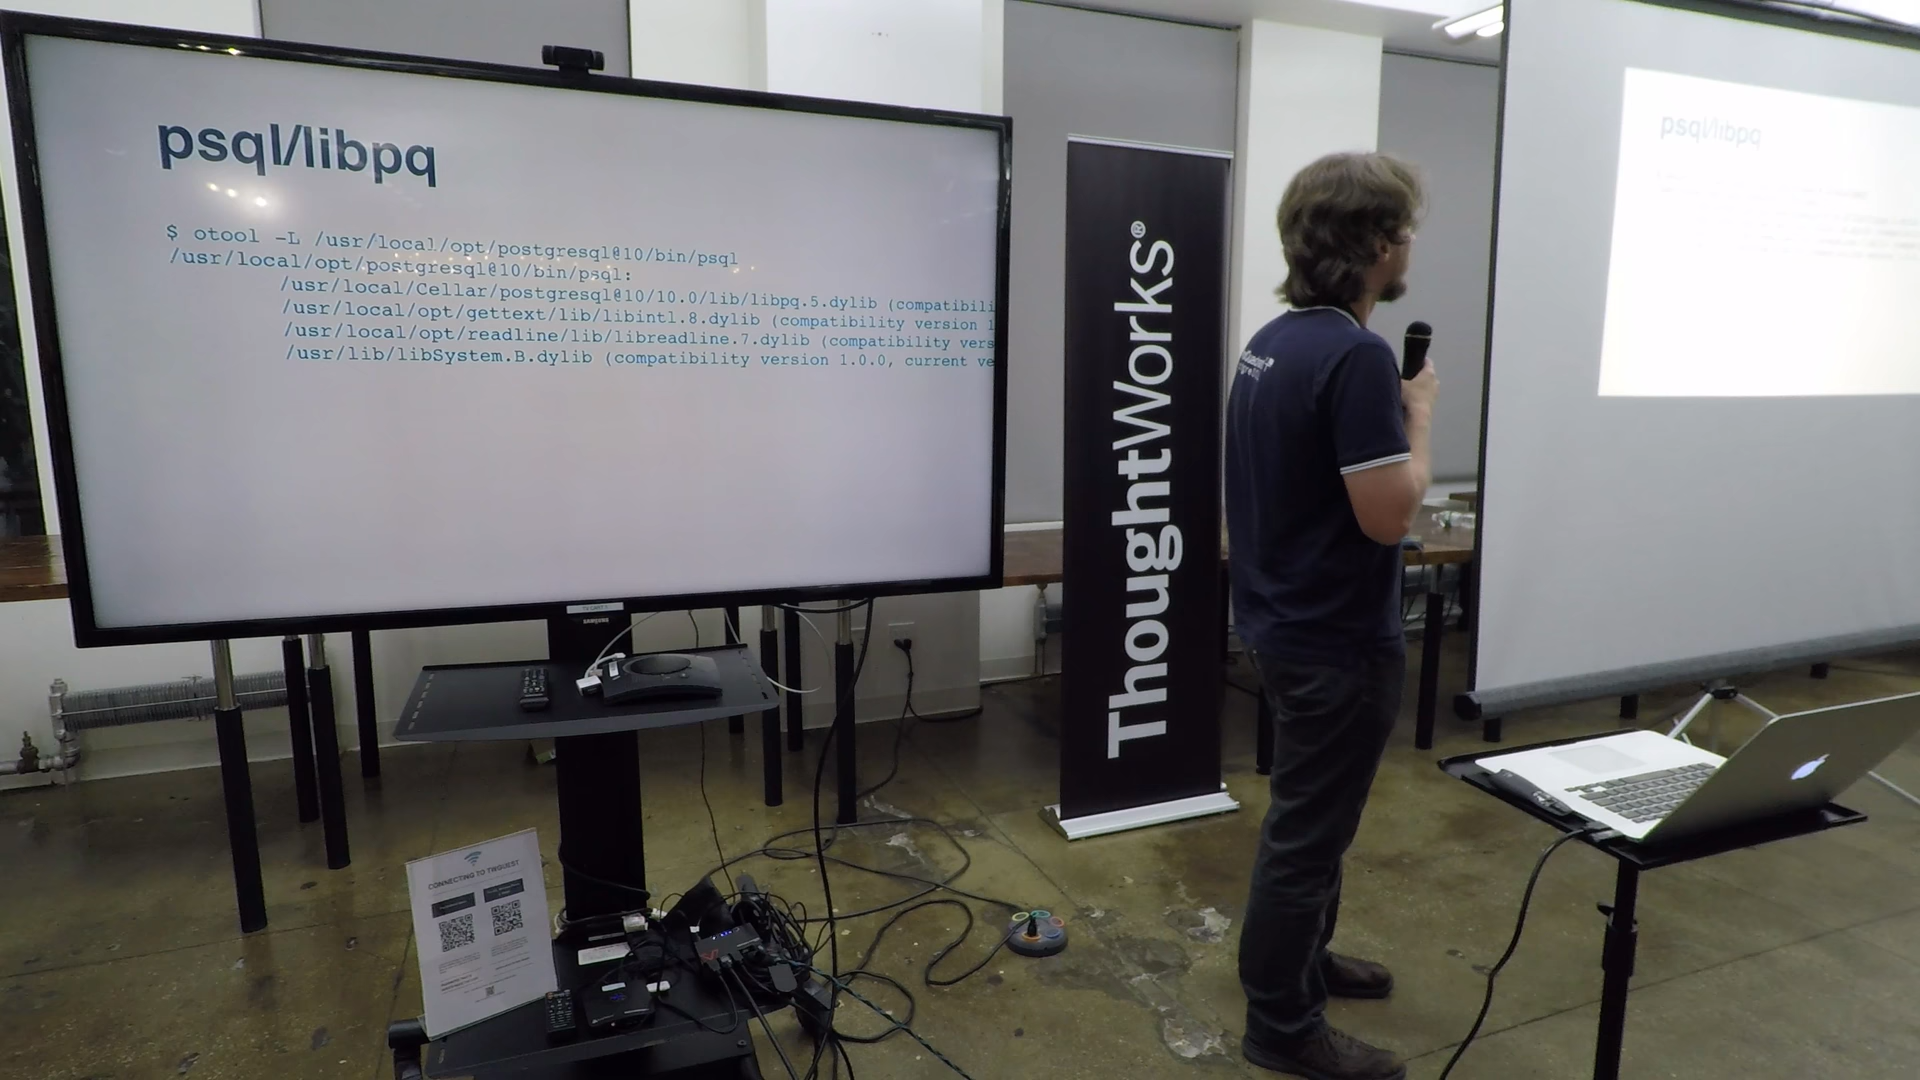 psql/libpq
$ otool -L /usr/local/opt/postgresql@10/bin/psql
/usr/local/opt/postgresql@10/bin/psql:
/usr/local/Cellar/postgresql@10/10.0/lib/libpq.5.dylib (compatibili
/usr/local/opt/gettext/lib/libintl.8.dylib (compatibility version 1
/usr/local/opt/readline/lib/libreadline.7.dylib (compatibility vers
/usr/lib/libSystem.B.dylib (compatibility version 1.0.0, current ve
ThoughtWorks®
psql/libpq
CONNECTING TO TWGUEST